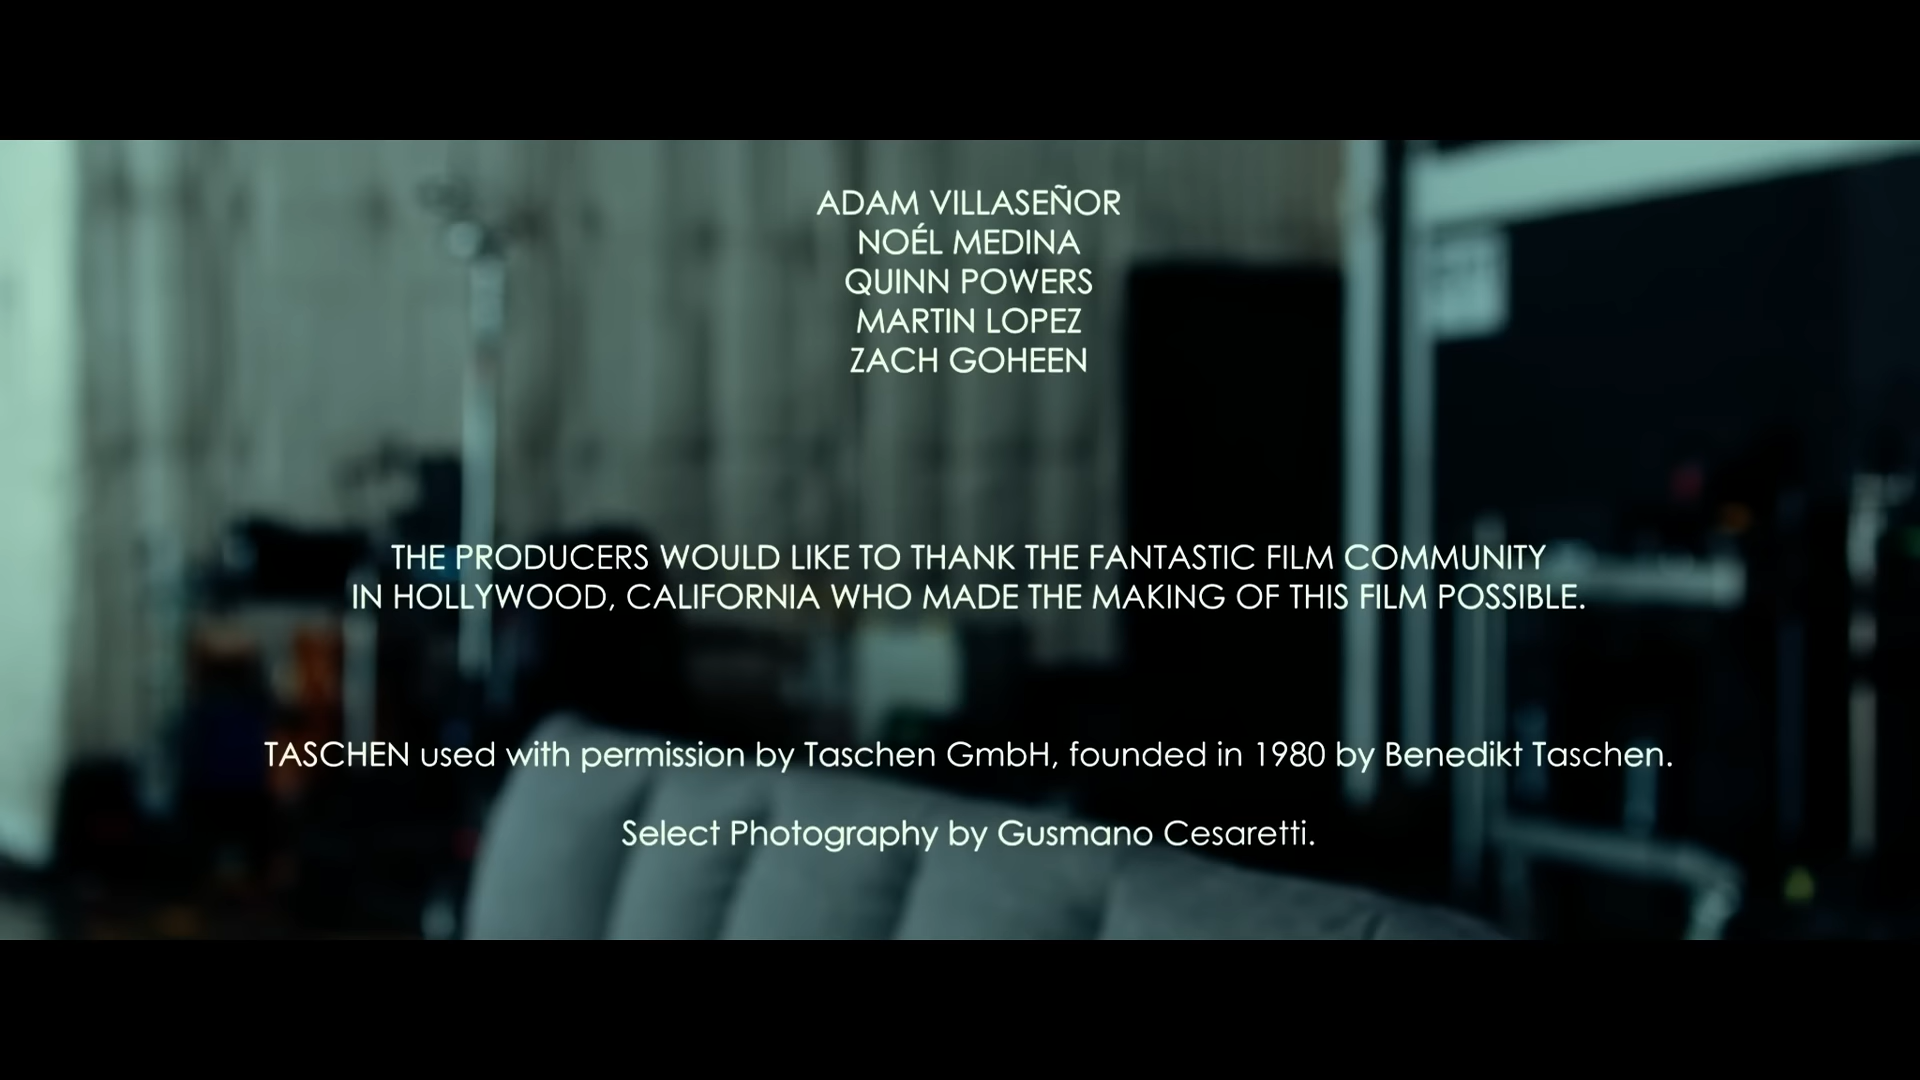 ADAM VILLASEÑOR
NOÉL MEDINA
QUINN POWERS
MARTIN LOPEZ
ZACH GOHEEN
THE PRODUCERS WOULD LIKE TO THANK THE FANTASTIC FILM COMMUNITY
IN HOLLYWOOD, CALIFORNIA WHO MADE THE MAKING OF THIS FILM POSSIBLE.
TASCHEN used with permission by Taschen GmbH, founded in 1980 by Benedikt Taschen.
Select Photography by Gusmano Cesaretti.